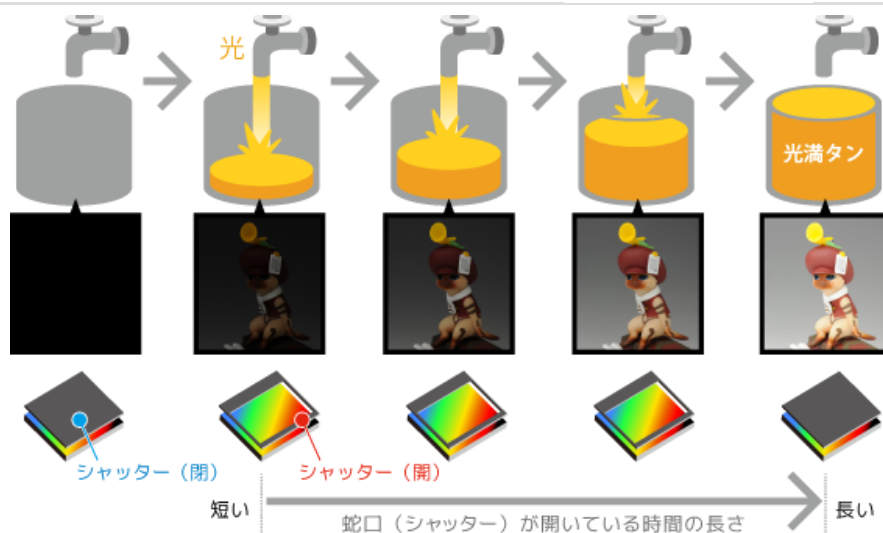 光
光満タン
シャッター（閉）
シャッター（開）
短い
長い
蛇口（シャッター）が開いている時間の長さ